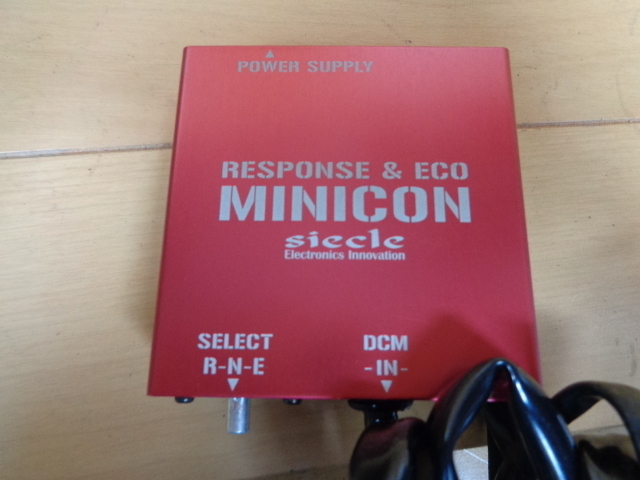 POWER SUPPLY
RESPONSE & ECO
MINICON
siecle
Electronics Innovation
SELECT
R-N-E
DCM
-IN-